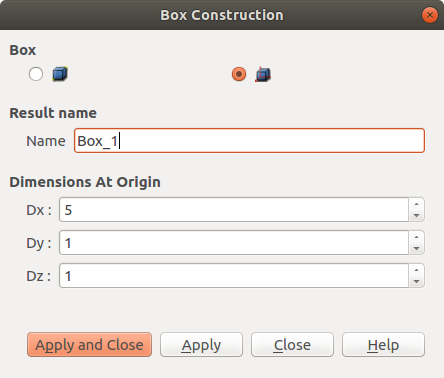 Box Construction
Box
Result name
Name Box_1
Dimensions At Origin
Dx : 5
Dy : 1
Dz : 1
Apply and Close Apply Close Help